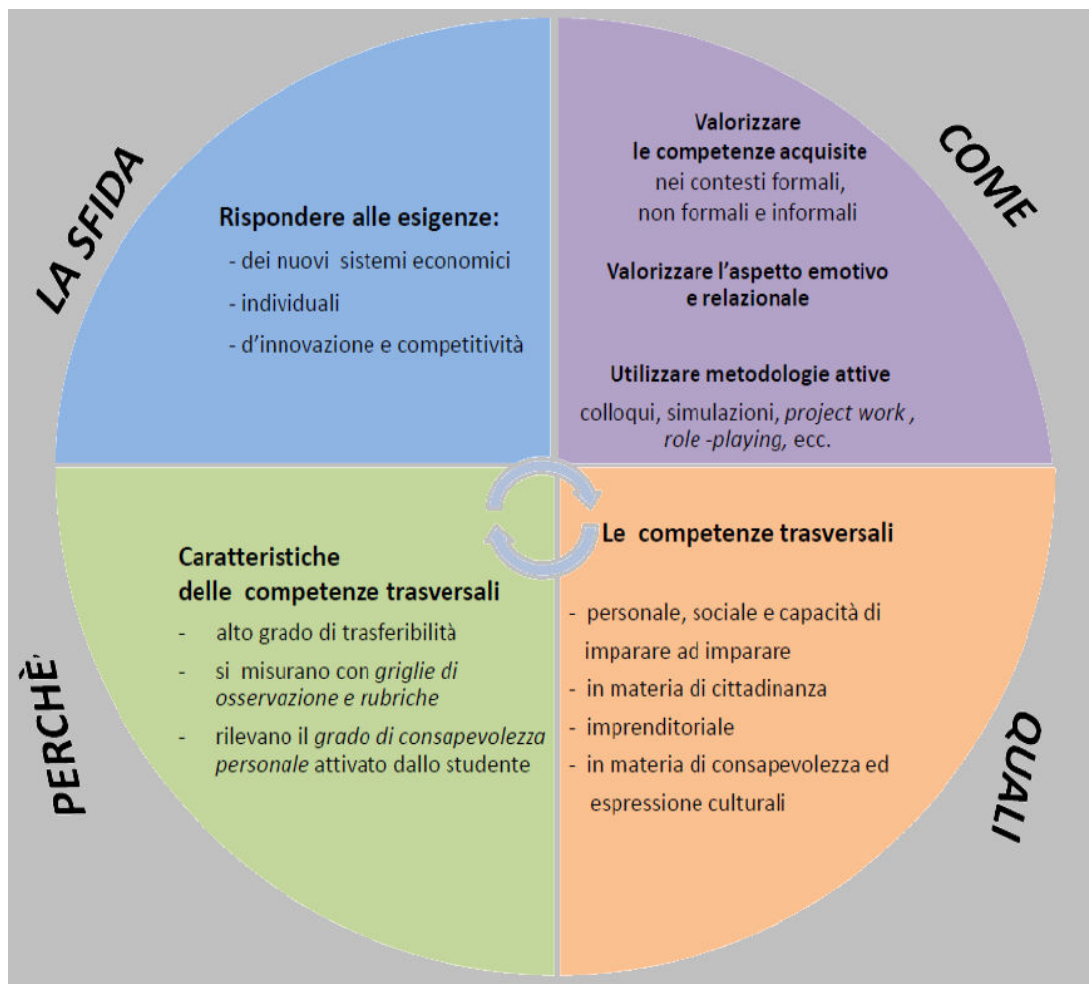 LA SFIDA
Rispondere alle esigenze:
- dei nuovi sistemi economici
- individuali
- d'innovazione e competitività
COME
Valorizzare
le competenze acquisite
nei contesti formali,
non formali e informali
Valorizzare l'aspetto emotivo
e relazionale
Utilizzare metodologie attive
colloqui, simulazioni, project work ,
role -playing, ecc.
PERCHÈ
Caratteristiche
delle competenze trasversali
- alto grado di trasferibilità
- si misurano con griglie di
osservazione e rubriche
- rilevano il grado di consapevolezza
personale attivato dallo studente
QUALI
Le competenze trasversali
- personale, sociale e capacità di
imparare ad imparare
- in materia di cittadinanza
- imprenditoriale
- in materia di consapevolezza ed
espressione culturali